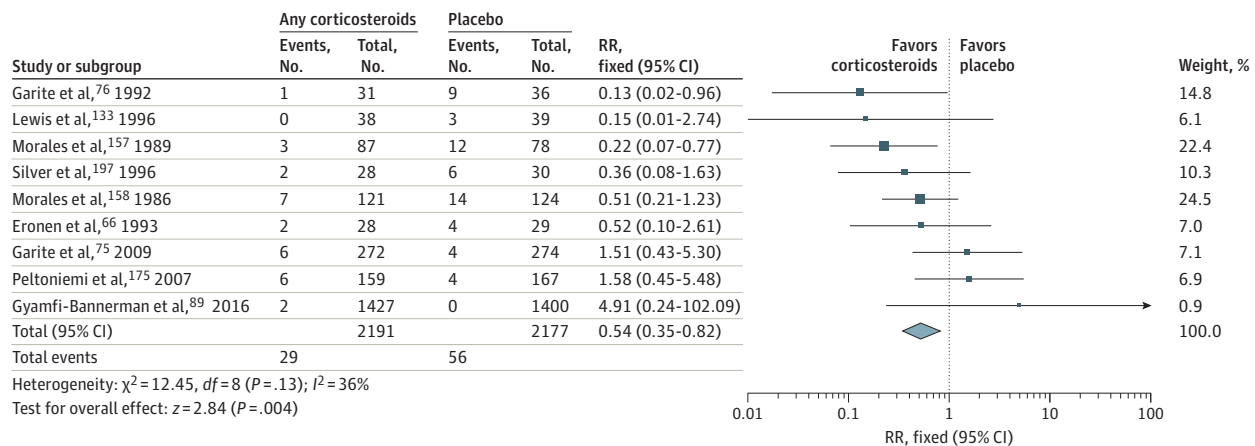 Any corticosteroids Placebo
Study or subgroup Events, No. Total, No. Events, No. Total, No. RR, fixed (95% CI) Favors corticosteroids Favors placebo Weight, %
Garite et al,76 1992 1 31 9 36 0.13 (0.02-0.96) 14.8
Lewis et al,133 1996 0 38 3 39 0.15 (0.01-2.74) 6.1
Morales et al,157 1989 3 87 12 78 0.22 (0.07-0.77) 22.4
Silver et al,197 1996 2 28 6 30 0.36 (0.08-1.63) 10.3
Morales et al,158 1986 7 121 14 124 0.51 (0.21-1.23) 24.5
Eronen et al,66 1993 2 28 4 29 0.52 (0.10-2.61) 7.0
Garite et al,75 2009 6 272 4 274 1.51 (0.43-5.30) 7.1
Peltoniemi et al,175 2007 6 159 4 167 1.58 (0.45-5.48) 6.9
Gyamfi-Bannerman et al,89 2016 2 1427 0 1400 4.91 (0.24-102.09) 0.9
Total (95% CI) 2191 2177 0.54 (0.35-0.82) 100.0
Total events 29 56
Heterogeneity: χ2 = 12.45, df = 8 (P = .13); I2 = 36%
Test for overall effect: z = 2.84 (P = .004)
0.01 0.1 1 10 100
RR, fixed (95% CI)